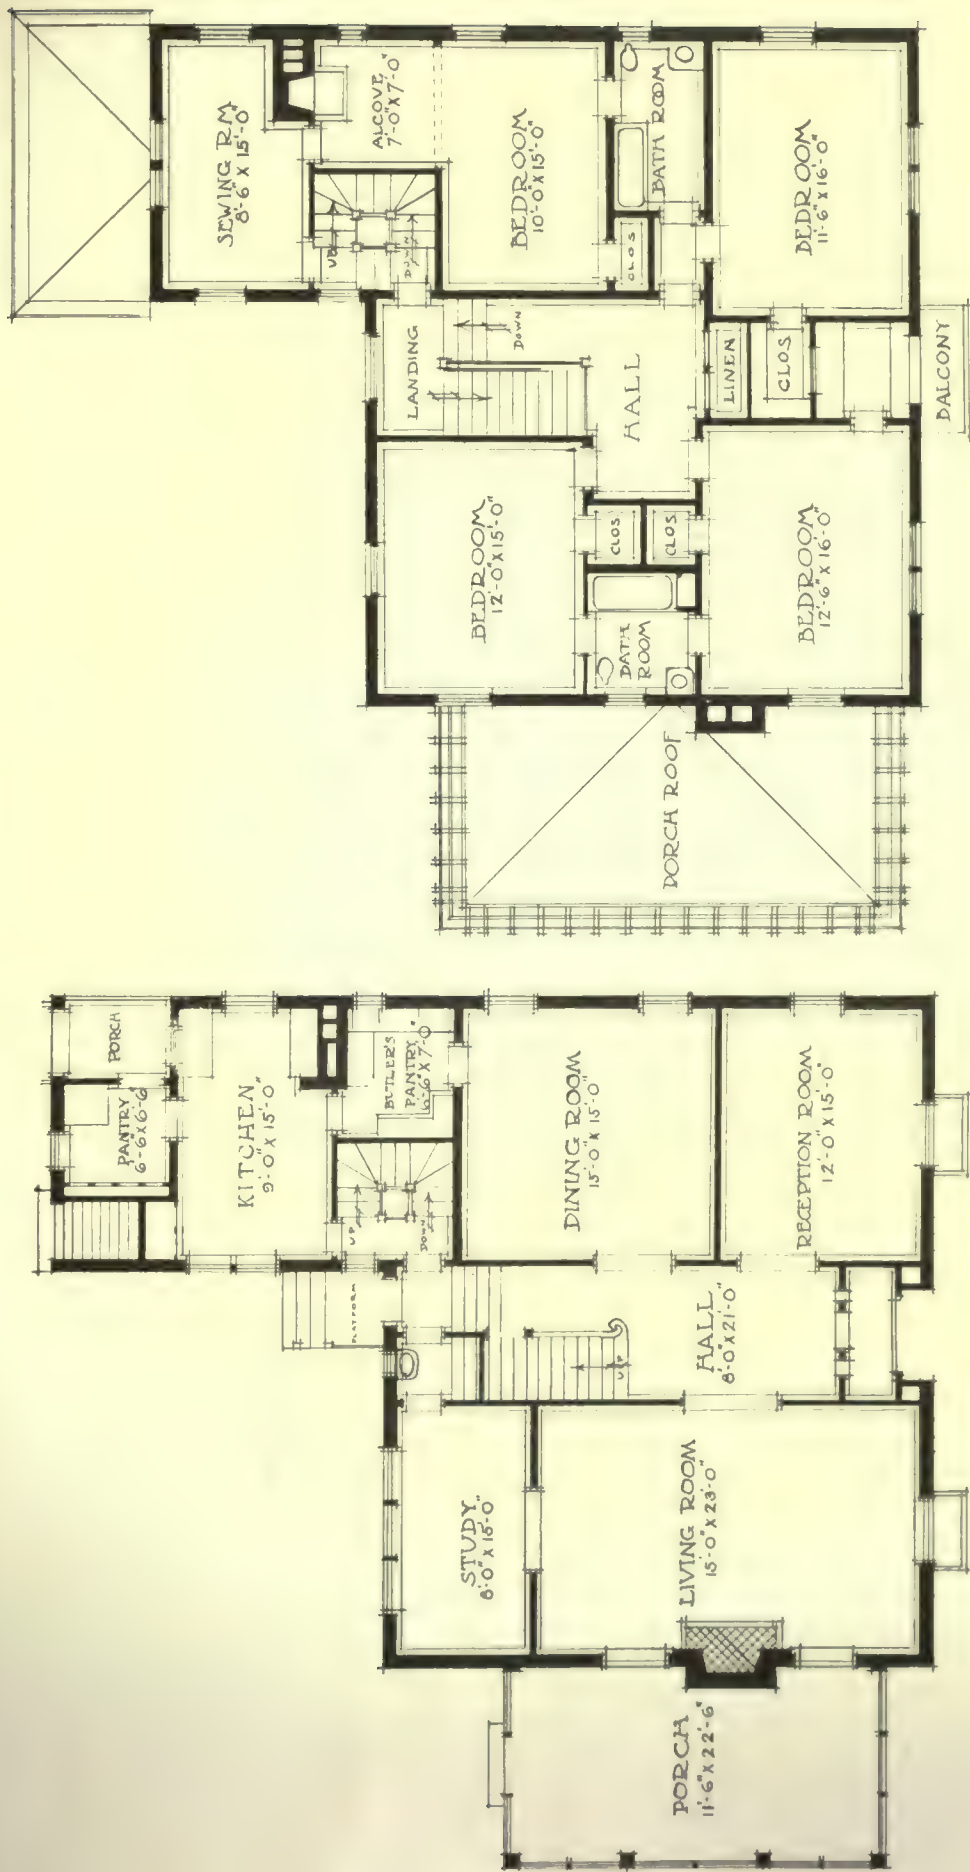 SEWING RM
8'-6" X 15'-0"
ALCOVE
7'-0" X 7'-0"
UP
DOWN
BEDROOM
10'-0" X 15'-0"
BATH ROOM
CLOS
BEDROOM
11'-6" X 16'-0"
LANDING
DOWN
HALL
LINEN
CLOS
BALCONY
BEDROOM
12'-0" X 15'-0"
CLOS
CLOS
BATH
ROOM
BEDROOM
12'-6" X 16'-0"
PORCH ROOF
PORCH
PANTRY
6'-6" X 6'-6"
KITCHEN
9'-0" X 15'-0"
BUTLER'S
PANTRY
6'-6" X 7'-0"
UP
DOWN
DINING ROOM
15'-0" X 15'-0"
RECEPTION ROOM
12'-0" X 15'-0"
PLATFORM
UP
HALL
8'-0" X 21'-0"
STUDY
8'-0" X 15'-0"
LIVING ROOM
15'-0" X 23'-0"
PORCH
11'-6" X 22'-6"